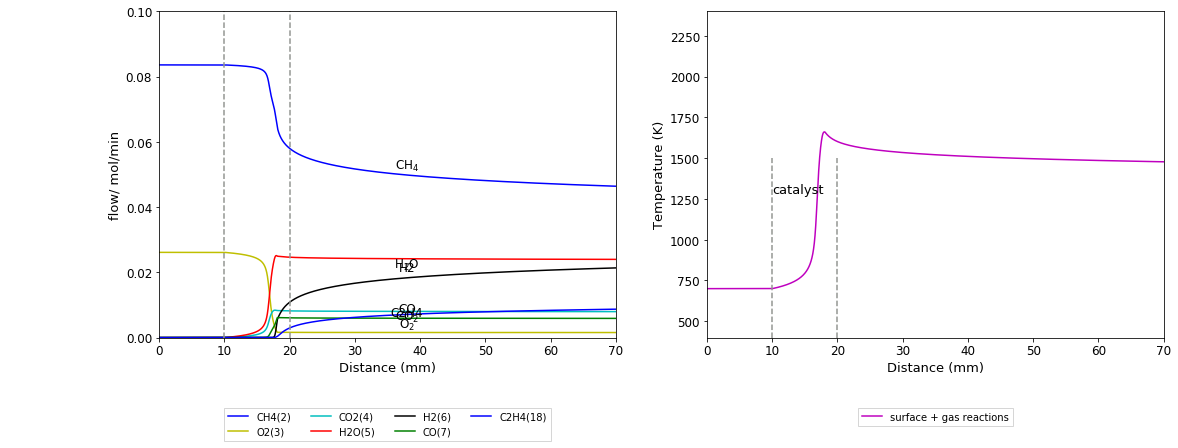 0.10
0.08
0.06
0.04
0.02
0.00
flow/ mol/min
CH4
H2O
H2
CO
C2H4
CO2
O2
0 10 20 30 40 50 60 70
Distance (mm)
CH4(2) CO2(4) H2(6) C2H4(18)
O2(3) H2O(5) CO(7)
2250
2000
1750
1500
1250
1000
750
500
Temperature (K)
catalyst
0 10 20 30 40 50 60 70
Distance (mm)
surface + gas reactions